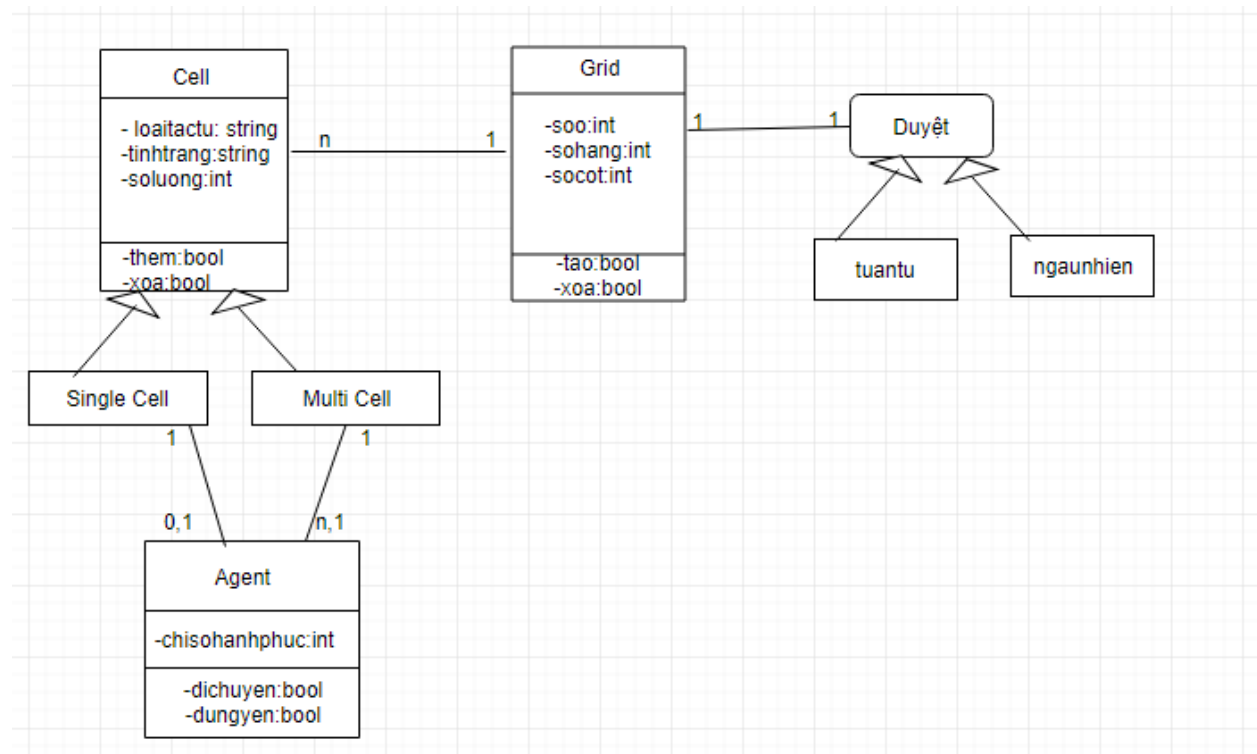 Cell
- loaitactu: string
-tinhtrang:string
-soluong:int
-them:bool
-xoa:bool
n
1
Grid
-soo:int
-sohang:int
-socot:int
-tao:bool
-xoa:bool
1
1
Duyệt
tuantu
ngaunhien
Single Cell
Multi Cell
1
1
0,1
n,1
Agent
-chisohanhphuc:int
-dichuyen:bool
-dungyen:bool